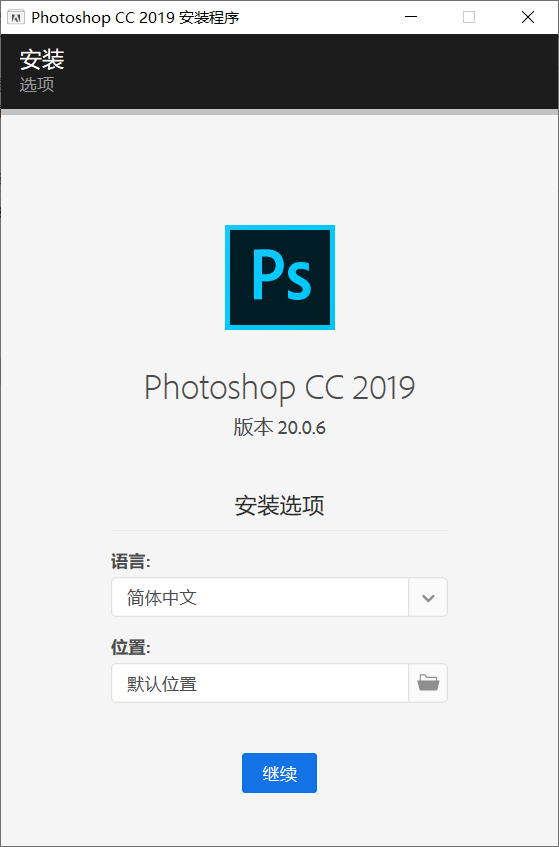 Photoshop CC 2019 安装程序
安装
选项
Ps
Photoshop CC 2019
版本 20.0.6
安装选项
语言:
简体中文
位置:
默认位置
继续